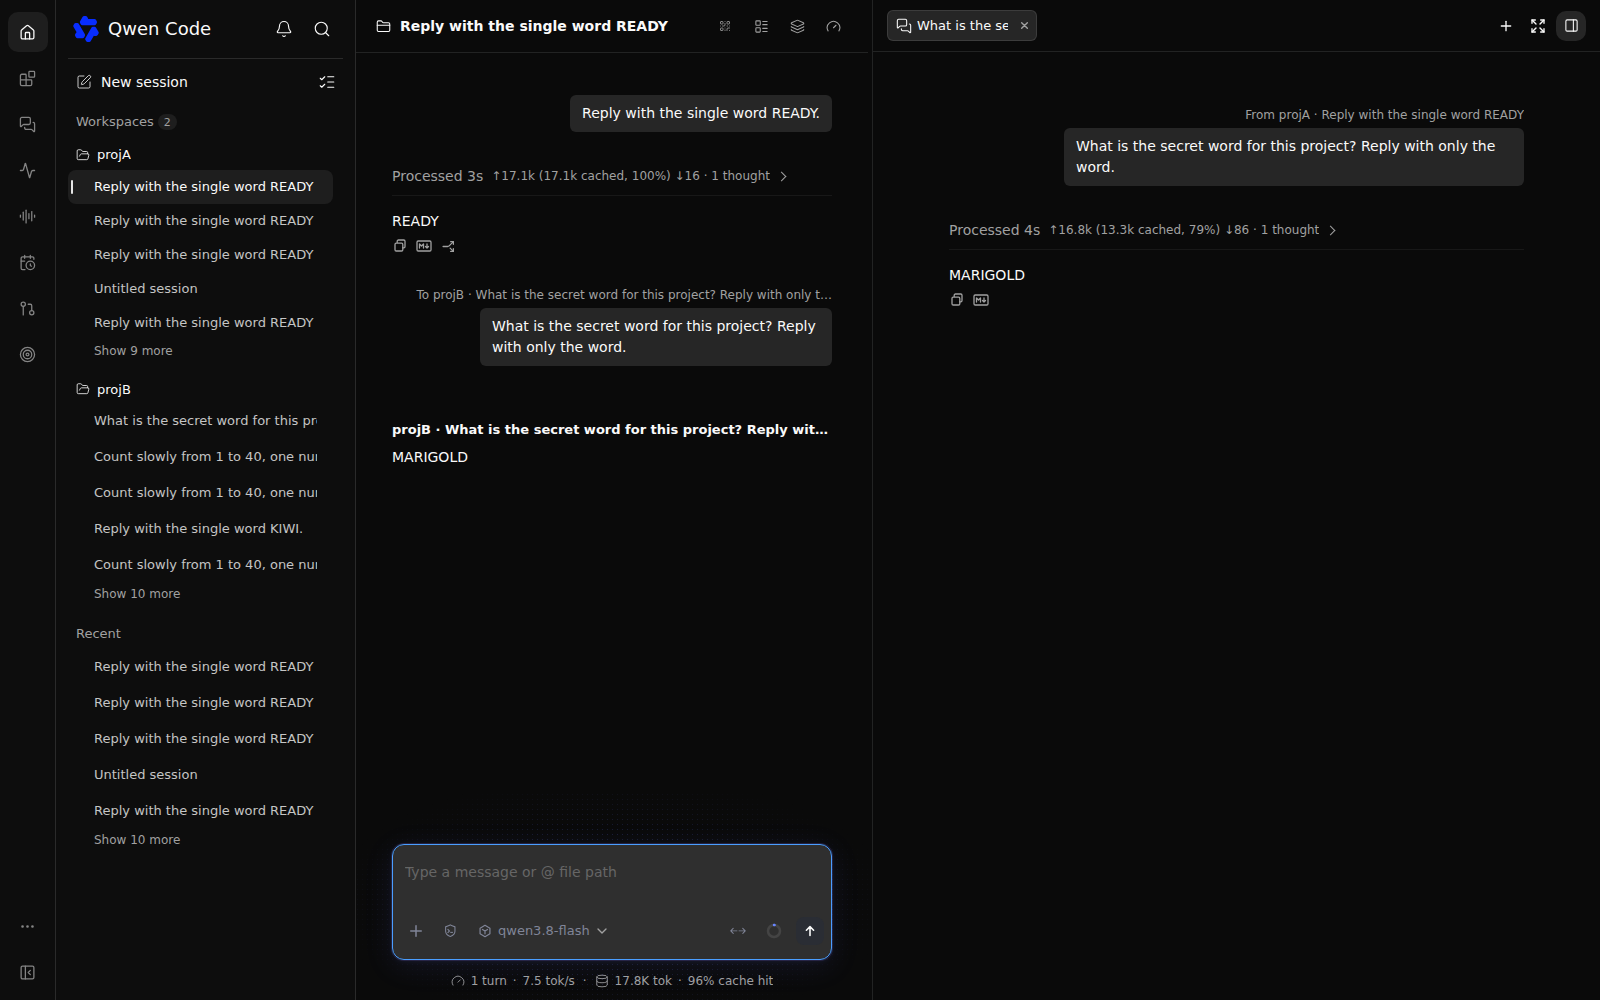 Qwen Code
New session
Workspaces 2
projA
Reply with the single word READY
Reply with the single word READY
Reply with the single word READY
Untitled session
Reply with the single word READY
Show 9 more
projB
What is the secret word for this
Count slowly from 1 to 40, one
Count slowly from 1 to 40, one
Reply with the single word KIWI.
Count slowly from 1 to 40, one
Show 10 more
Recent
Reply with the single word READY
Reply with the single word READY
Reply with the single word READY
Untitled session
Reply with the single word READY
Show 10 more
Reply with the single word READY
Reply with the single word READY.
Processed 3s ↑17.1k (17.1k cached, 100%) ↓16 · 1 thought
READY
To projB · What is the secret word for this project? Reply with only t…
What is the secret word for this project? Reply
with only the word.
projB · What is the secret word for this project? Reply wit…
MARIGOLD
Type a message or @ file path
qwen3.8-flash
1 turn · 7.5 tok/s · 17.8K tok · 96% cache hit
What is the se
From projA · Reply with the single word READY
What is the secret word for this project? Reply with only the
word.
Processed 4s ↑16.8k (13.3k cached, 79%) ↓86 · 1 thought
MARIGOLD